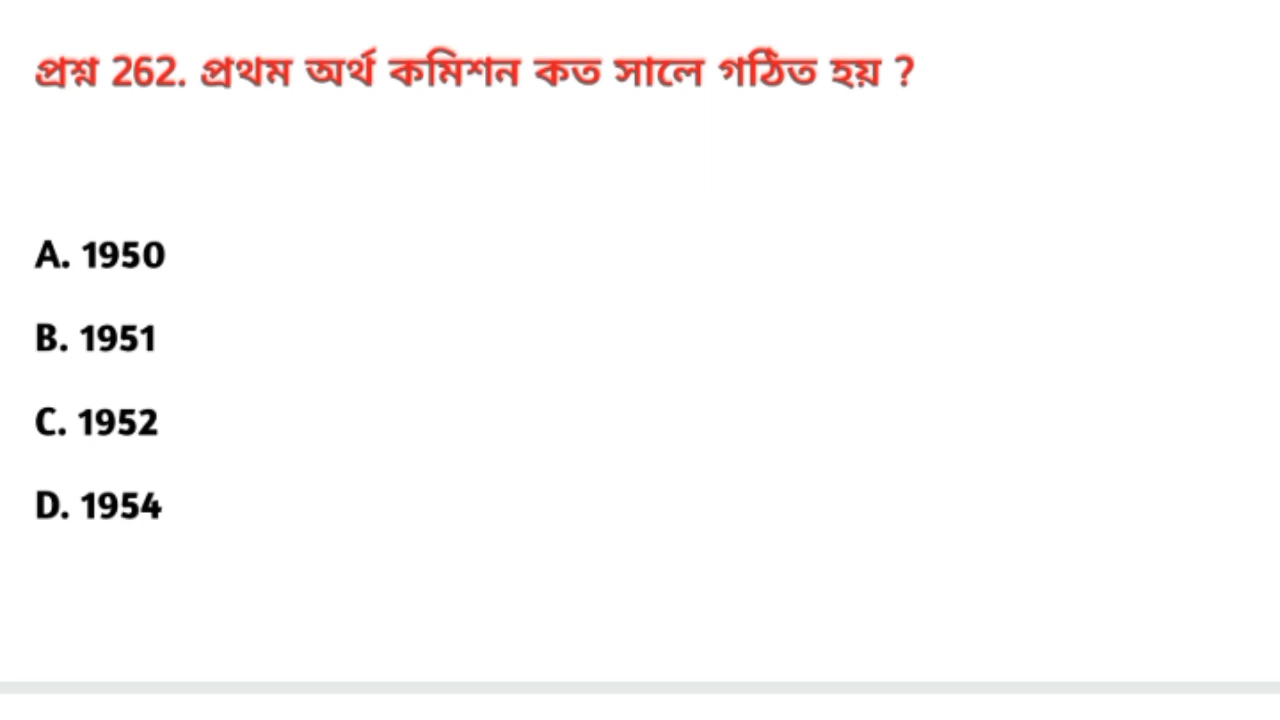 প্রশ্ন 262. প্রথম অর্থ কমিশন কত সালে গঠিত হয় ?
A. 1950
B. 1951
C. 1952
D. 1954